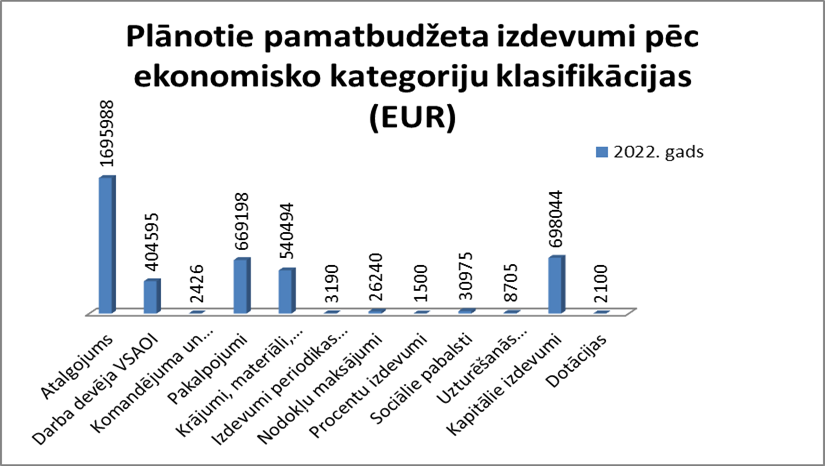 Plānotie pamatbudžeta izdevumi pēc
ekonomisko kategoriju klasifikācijas
(EUR)
2022. gads
1695988
404595
2426
669198
540494
3190
26240
1500
30975
8705
698044
2100
Atalgojums
Darba devēja VSAOI
Komandējuma un...
Pakalpojumi
Krājumi, materiāli,...
Izdevumi periodikas...
Nodokļu maksājumi
Procentu izdevumi
Sociālie pabalsti
Uzturēšanās...
Kapitālie izdevumi
Dotācijas